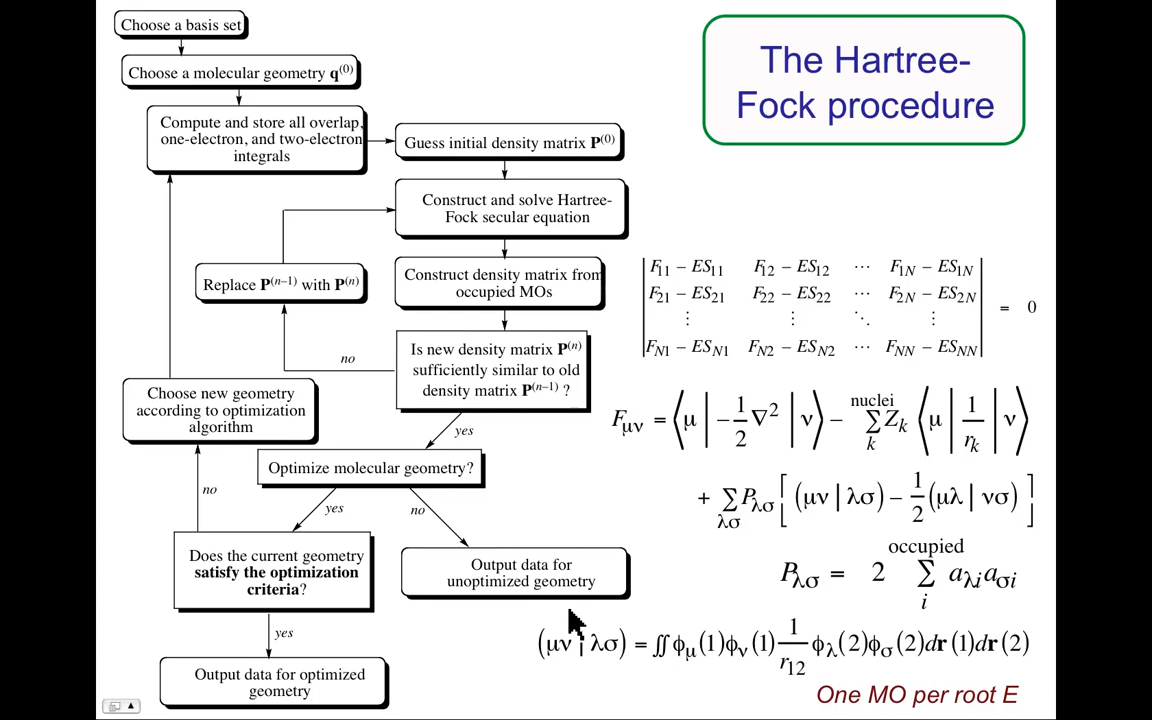 The Hartree-
Fock procedure
Choose a basis set
Choose a molecular geometry q⁽⁰⁾
Compute and store all overlap,
one-electron, and two-electron
integrals
Guess initial density matrix P⁽⁰⁾
Construct and solve Hartree-
Fock secular equation
Replace P⁽ⁿ⁻¹⁾ with P⁽ⁿ⁾
Construct density matrix from
occupied MOs
Is new density matrix P⁽ⁿ⁾
sufficiently similar to old
density matrix P⁽ⁿ⁻¹⁾ ?
no
yes
Choose new geometry
according to optimization
algorithm
Optimize molecular geometry?
no
yes
no
Does the current geometry
satisfy the optimization
criteria?
Output data for
unoptimized geometry
yes
Output data for optimized
geometry
| F₁₁ – ES₁₁ F₁₂ – ES₁₂ ⋯ F₁N – ES₁N |
| F₂₁ – ES₂₁ F₂₂ – ES₂₂ ⋯ F₂N – ES₂N | = 0
⋮ ⋮ ⋱ ⋮
| FN1 – ESN1 FN2 – ESN2 ⋯ FNN – ESNN |
Fμν = ⟨μ | –1/2 ∇² | ν⟩ – nuclei ∑k Zk ⟨μ | 1/rk | ν⟩
+ ∑λσ Pλσ [ (μν | λσ) – 1/2 (μλ | νσ) ]
occupied
Pλσ = 2 ∑i aλi aσi
(μν | λσ) = ∬ ϕμ(1)ϕν(1) 1/r12 ϕλ(2)ϕσ(2)dr(1)dr(2)
One MO per root E